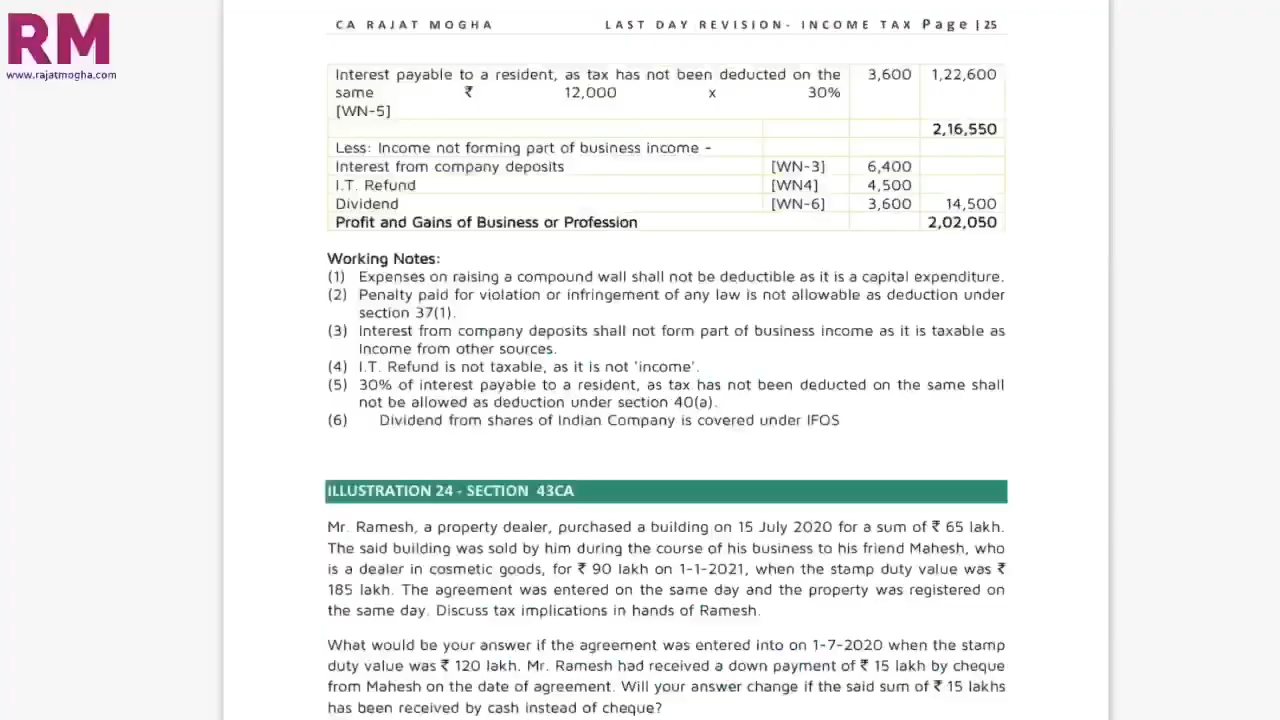 RM
www.rajatmogha.com
CA RAJAT MOGHA LAST DAY REVISION- INCOME TAX Page | 25
Interest payable to a resident, as tax has not been deducted on the 3,600 1,22,600
same ₹ 12,000 x 30%
[WN-5]
2,16,550
Less: Income not forming part of business income -
Interest from company deposits [WN-3] 6,400
I.T. Refund [WN4] 4,500
Dividend [WN-6] 3,600 14,500
Profit and Gains of Business or Profession 2,02,050
Working Notes:
(1) Expenses on raising a compound wall shall not be deductible as it is a capital expenditure.
(2) Penalty paid for violation or infringement of any law is not allowable as deduction under
section 37(1).
(3) Interest from company deposits shall not form part of business income as it is taxable as
Income from other sources.
(4) I.T. Refund is not taxable, as it is not 'income'.
(5) 30% of interest payable to a resident, as tax has not been deducted on the same shall
not be allowed as deduction under section 40(a).
(6) Dividend from shares of Indian Company is covered under IFOS
ILLUSTRATION 24 - SECTION 43CA
Mr. Ramesh, a property dealer, purchased a building on 15 July 2020 for a sum of ₹ 65 lakh.
The said building was sold by him during the course of his business to his friend Mahesh, who
is a dealer in cosmetic goods, for ₹ 90 lakh on 1-1-2021, when the stamp duty value was ₹
185 lakh. The agreement was entered on the same day and the property was registered on
the same day. Discuss tax implications in hands of Ramesh.
What would be your answer if the agreement was entered into on 1-7-2020 when the stamp
duty value was ₹ 120 lakh. Mr. Ramesh had received a down payment of ₹ 15 lakh by cheque
from Mahesh on the date of agreement. Will your answer change if the said sum of ₹ 15 lakhs
has been received by cash instead of cheque?